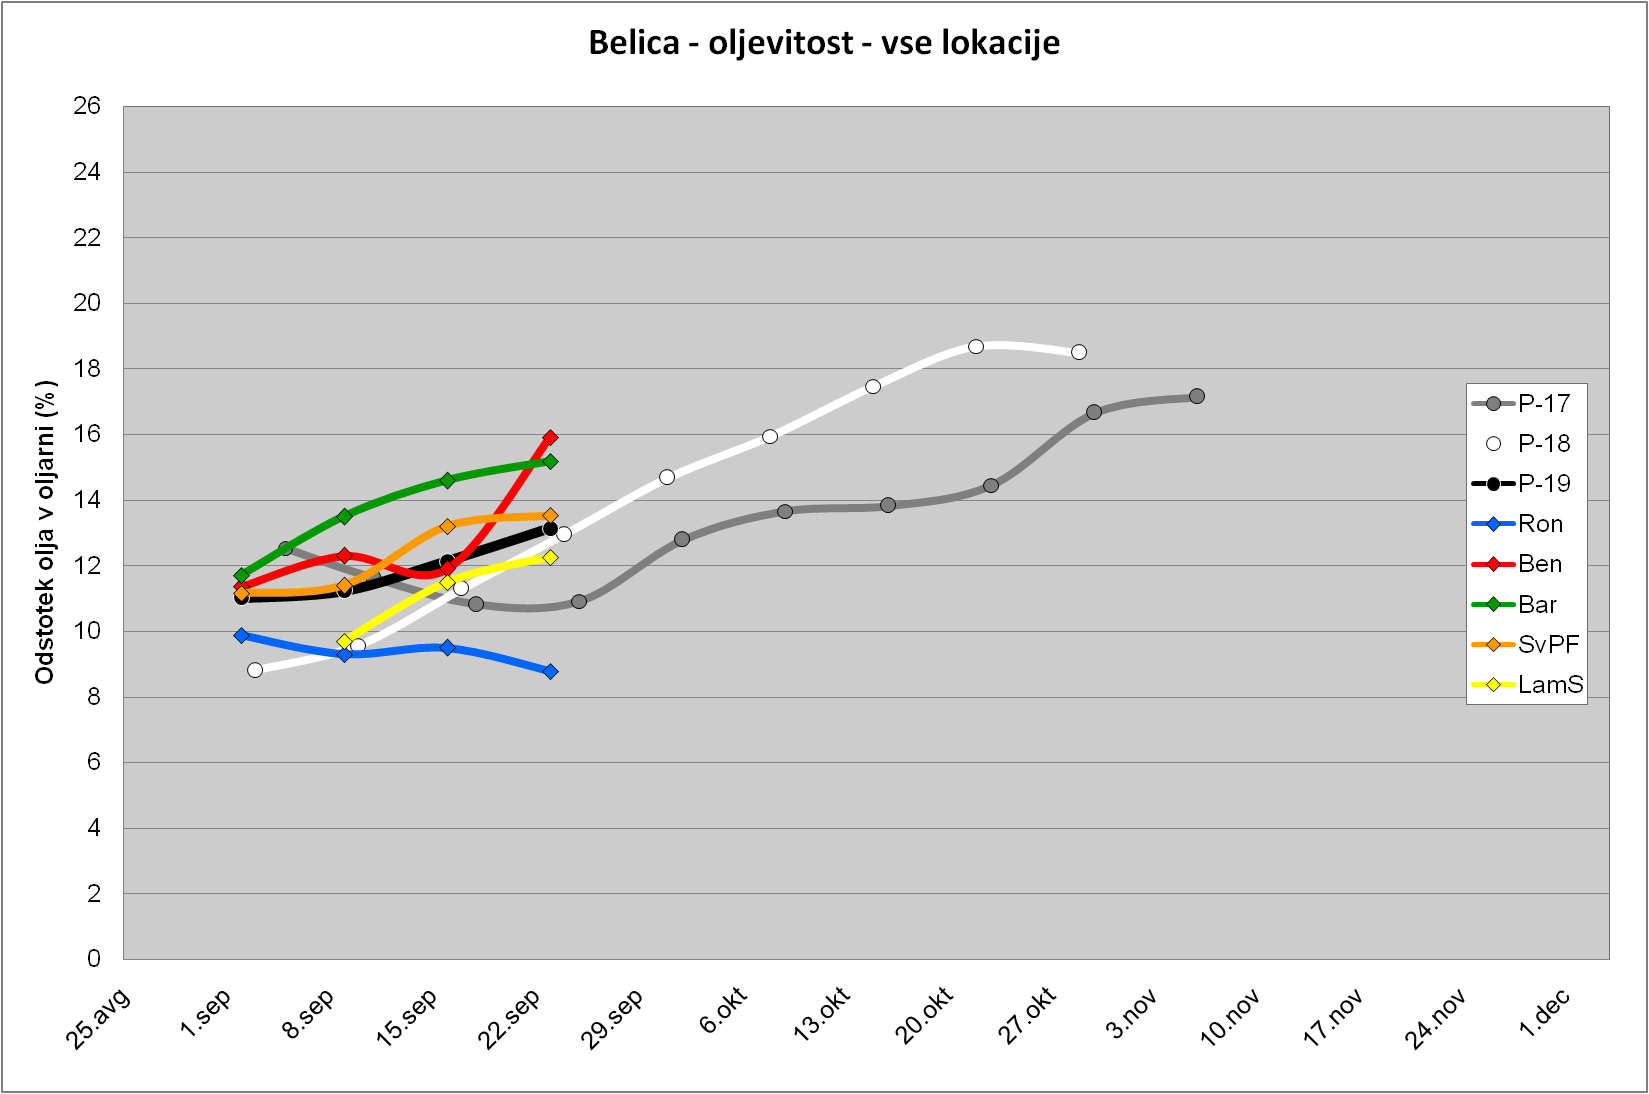 Belica - oljevitost - vse lokacije
Odstotek olja v oljarni (%)
26
24
22
20
18
16
14
12
10
8
6
4
2
0
25.avg
1.sep
8.sep
15.sep
22.sep
29.sep
6.okt
13.okt
20.okt
27.okt
3.nov
10.nov
17.nov
24.nov
1.dec
P-17
P-18
P-19
Ron
Ben
Bar
SvPF
LamS